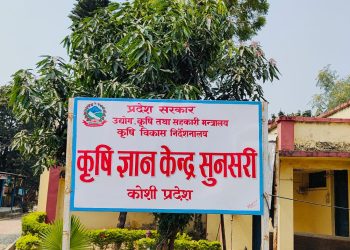 प्रदेश सरकार
उद्योग, कृषि तथा सहकारी मन्त्रालय
कृषि विकास निर्देशनालय
कृषि ज्ञान केन्द्र सुनसरी
कोशी प्रदेश